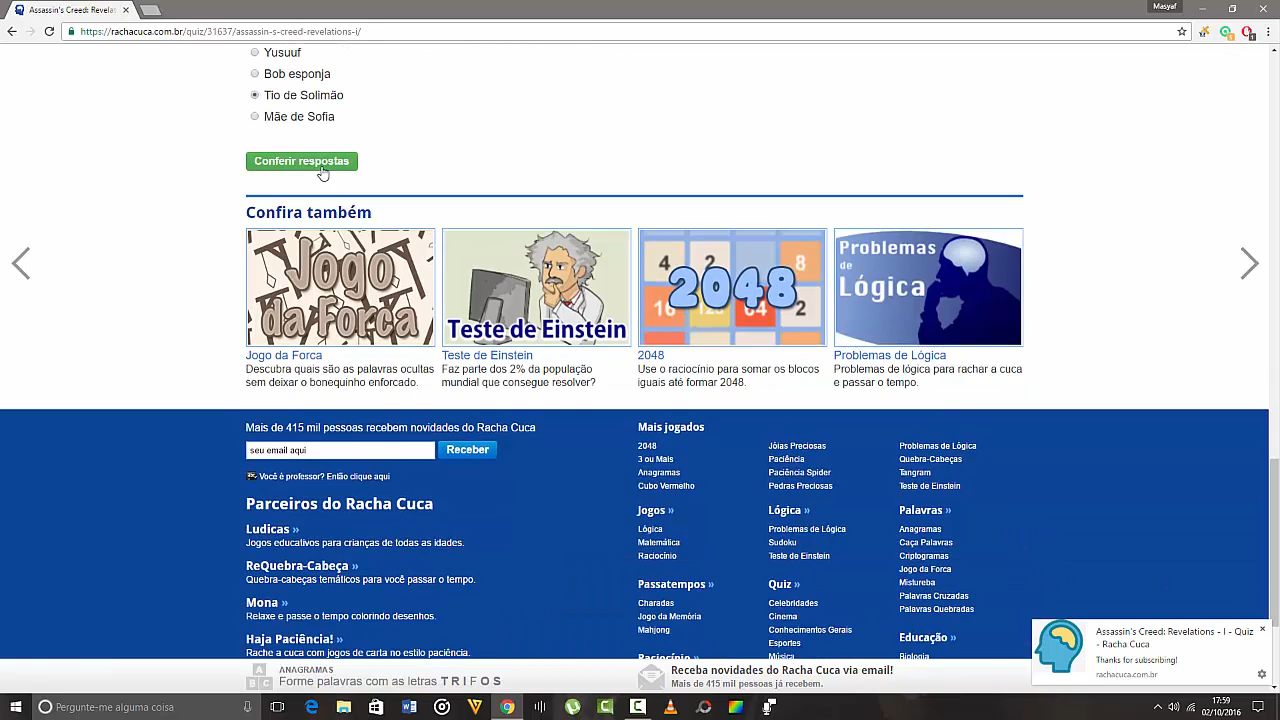 Assassin's Creed: Revelat
Masyaf
https://rachacuca.com.br/quiz/31637/assassin-s-creed-revelations-i/
Yusuuf
Bob esponja
Tio de Solimão
Mãe de Sofia
Conferir respostas
Confira também
Jogo da Forca
Teste de Einstein
4 2 8
2048
16 64 2
Problemas de Lógica
Jogo da Forca
Descubra quais são as palavras ocultas
sem deixar o bonequinho enforcado.
Teste de Einstein
Faz parte dos 2% da população
mundial que consegue resolver?
2048
Use o raciocínio para somar os blocos
iguais até formar 2048.
Problemas de Lógica
Problemas de lógica para rachar a cuca
e passar o tempo.
Mais de 415 mil pessoas recebem novidades do Racha Cuca
seu email aqui Receber
Você é professor? Então clique aqui
Parceiros do Racha Cuca
Ludicas »
Jogos educativos para crianças de todas as idades.
ReQuebra-Cabeça »
Quebra-cabeças temáticos para você passar o tempo.
Mona »
Relaxe e passe o tempo colorindo desenhos.
Haja Paciência! »
Rache a cuca com jogos de carta no estilo paciência.
Mais jogados
2048 Jóias Preciosas Problemas de Lógica
3 ou Mais Paciência Quebra-Cabeças
Anagramas Paciência Spider Tangram
Cubo Vermelho Pedras Preciosas Teste de Einstein
Jogos »
Lógica
Matemática
Raciocínio
Lógica »
Problemas de Lógica
Sudoku
Teste de Einstein
Palavras »
Anagramas
Caça Palavras
Criptogramas
Jogo da Forca
Mistureba
Palavras Cruzadas
Palavras Quebradas
Passatempos »
Charadas
Jogo da Memória
Mahjong
Raciocínio
Quiz »
Celebridades
Cinema
Conhecimentos Gerais
Esportes
Música
Educação »
Biologia
Assassin's Creed: Revelations - I - Quiz
- Racha Cuca
Thanks for subscribing!
rachacuca.com.br
A
B C
ANAGRAMAS
Forme palavras com as letras T R I F O S
Receba novidades do Racha Cuca via email!
Mais de 415 mil pessoas já recebem.
Pergunte-me alguma coisa
17:59
02/10/2016